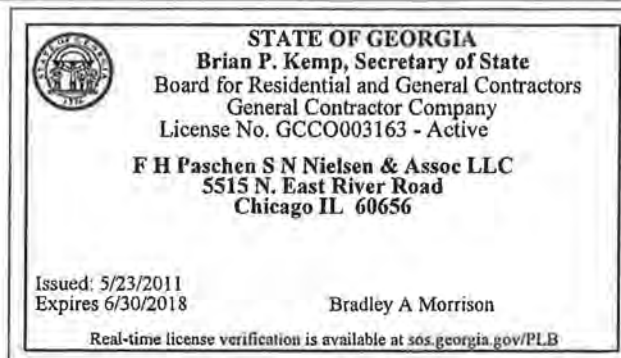 STATE OF GEORGIA
Brian P. Kemp, Secretary of State
Board for Residential and General Contractors
General Contractor Company
License No. GCCO003163 - Active
F H Paschen S N Nielsen & Assoc LLC
5515 N. East River Road
Chicago IL 60656
Issued: 5/23/2011
Expires 6/30/2018 Bradley A Morrison
Real-time license verification is available at sos.georgia.gov/PLB